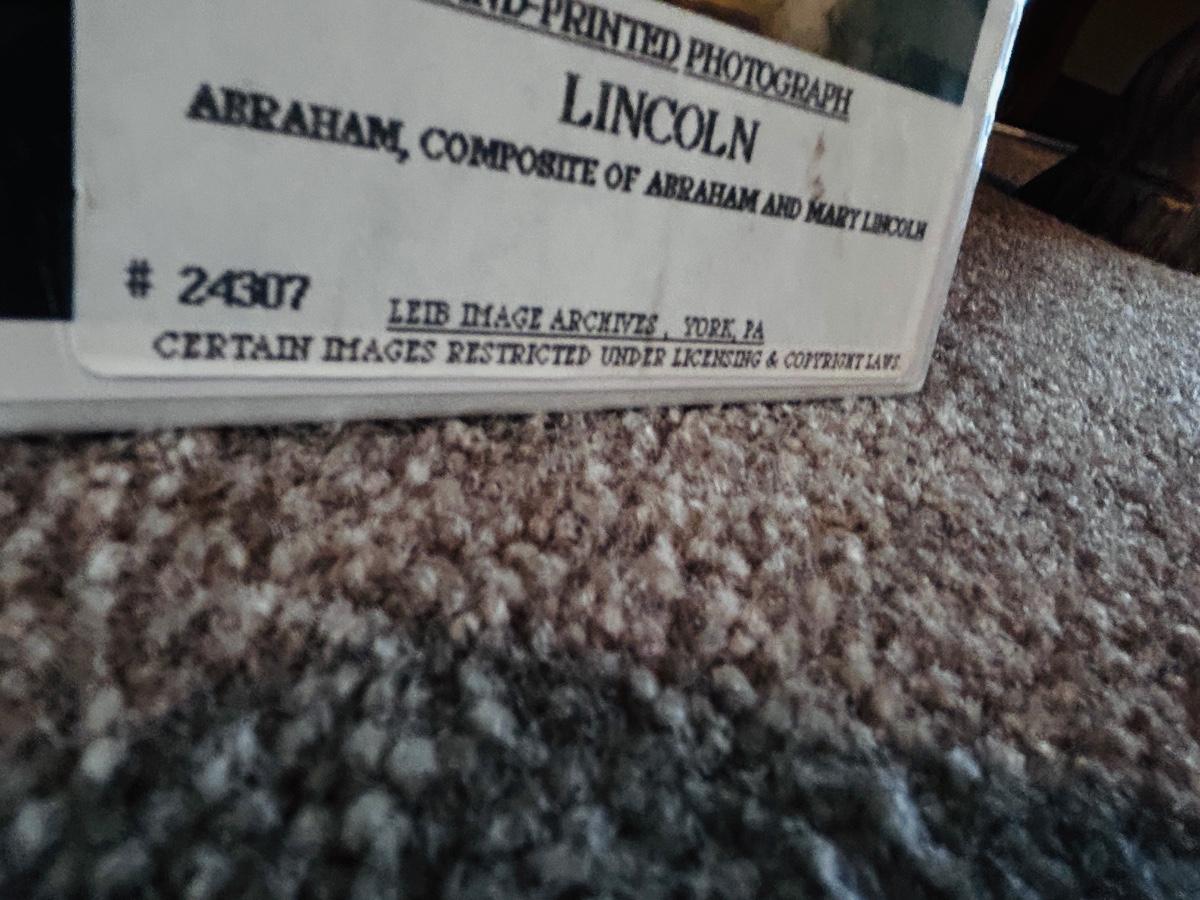 ND-PRINTED PHOTOGRAPH
LINCOLN
ABRAHAM, COMPOSITE OF ABRAHAM AND MARY LINCOLN
# 24307
LEIB IMAGE ARCHIVES, YORK, PA
CERTAIN IMAGES RESTRICTED UNDER LICENSING & COPYRIGHT LAWS.